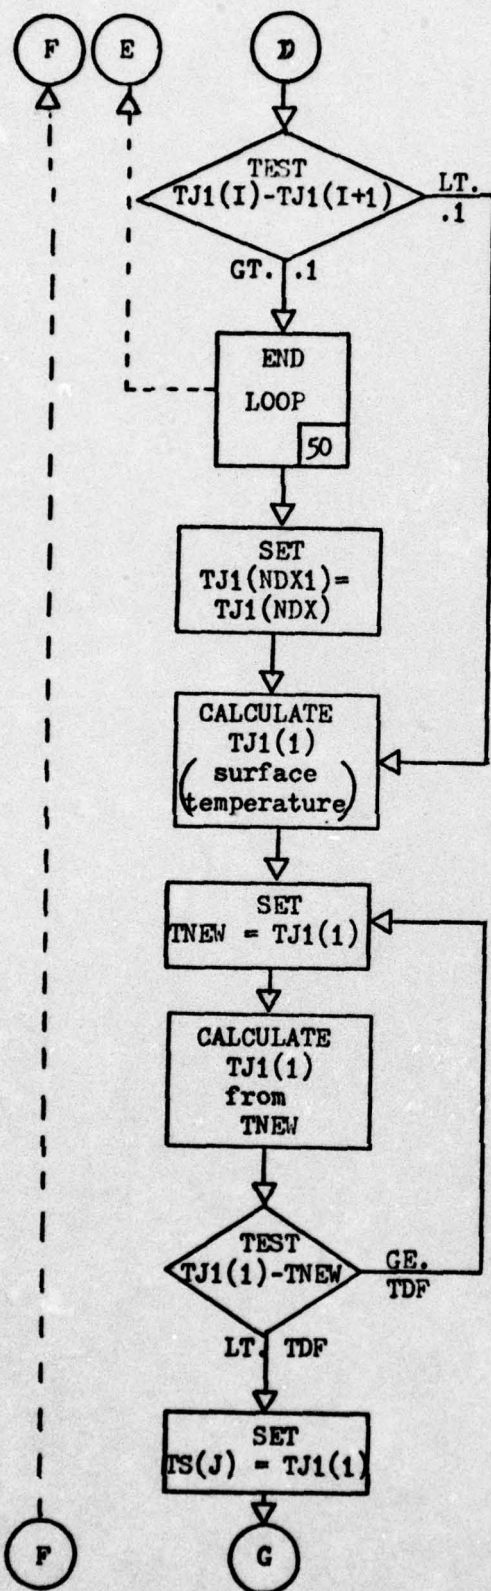 F E D
TEST
TJ1(I)-TJ1(I+1)
LT.
.1
GT. .1
END
LOOP
50
SET
TJ1(NDX1)=
TJ1(NDX)
CALCULATE
TJ1(1)
(surface
temperature)
SET
TNEW = TJ1(1)
CALCULATE
TJ1(1)
from
TNEW
TEST
TJ1(1)-TNEW
GE.
TDF
LT. TDF
SET
TS(J) = TJ1(1)
F G